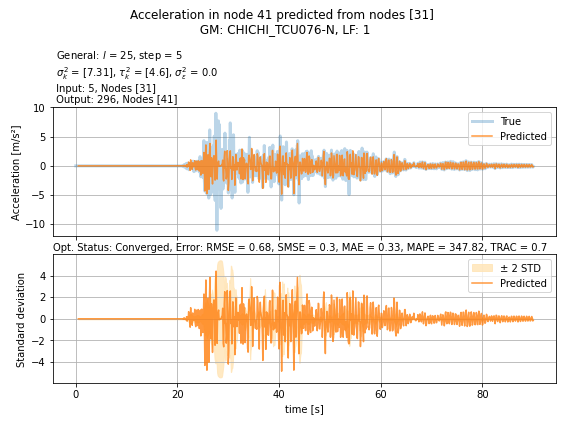 Acceleration in node 41 predicted from nodes [31]
GM: CHICHI_TCU076-N, LF: 1
General: l = 25, step = 5
σ²ₖ = [7.31], τ²ₖ = [4.6], σ²ε = 0.0
Input: 5, Nodes [31]
Output: 296, Nodes [41]
Acceleration [m/s²]
10
5
0
−5
−10
True
Predicted
Opt. Status: Converged, Error: RMSE = 0.68, SMSE = 0.3, MAE = 0.33, MAPE = 347.82, TRAC = 0.7
Standard deviation
4
2
0
−2
−4
± 2 STD
Predicted
0
20
40
60
80
time [s]